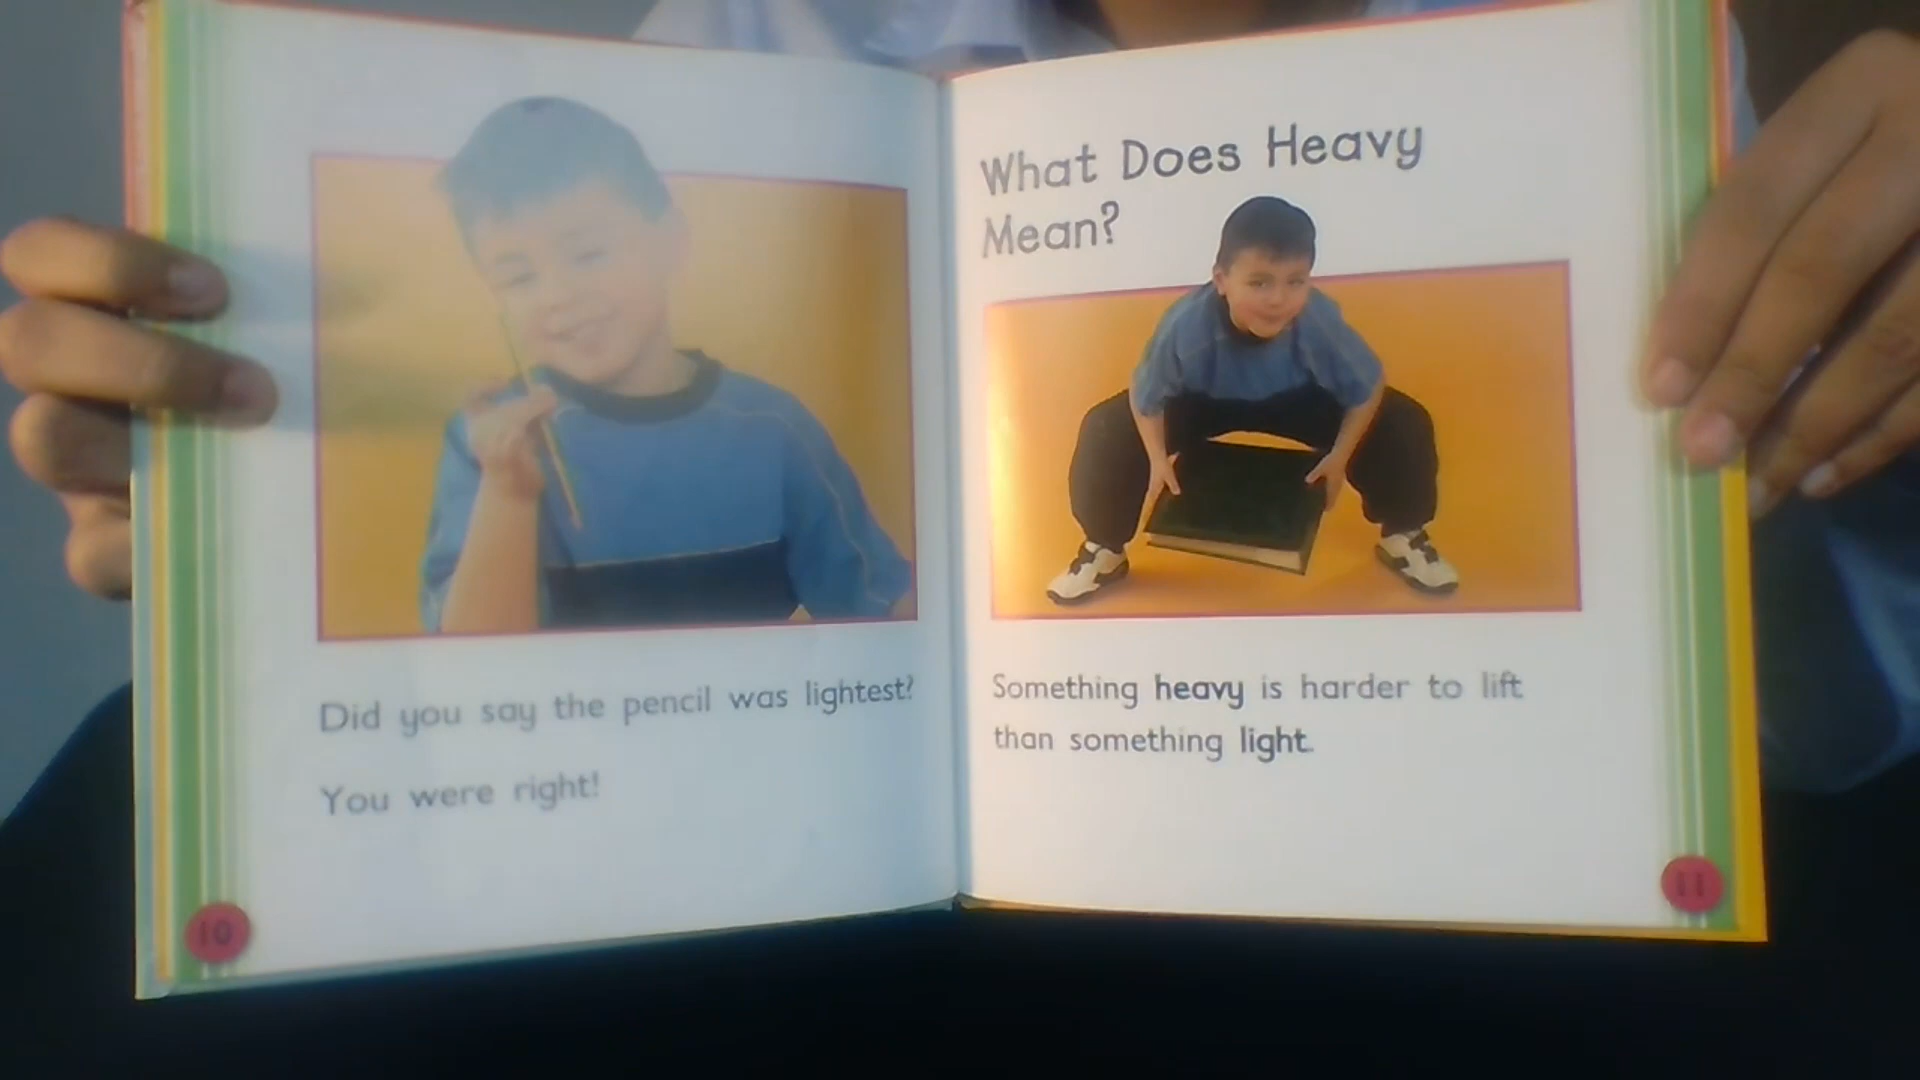 Did you say the pencil was lightest?
You were right!
10
What Does Heavy
Mean?
Something heavy is harder to lift
than something light.
11